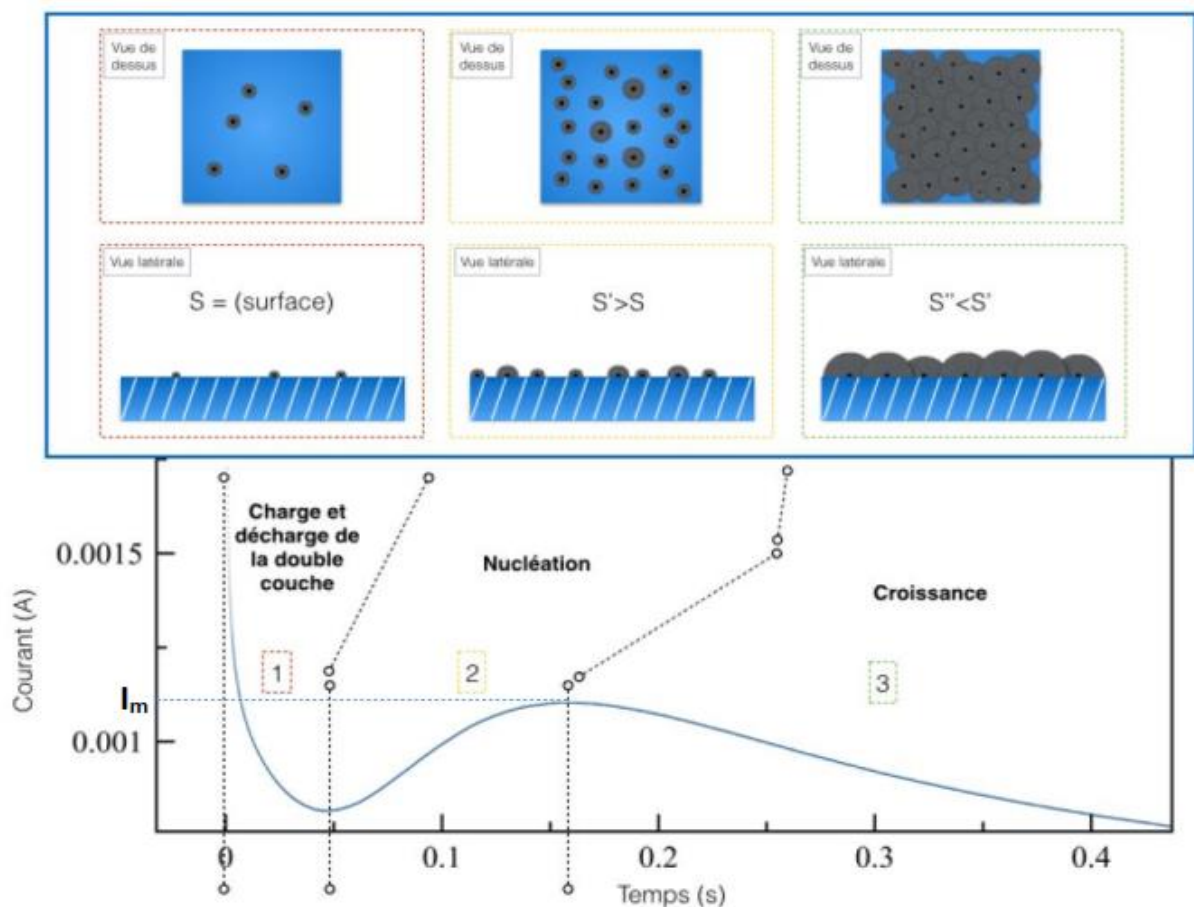 Vue de
dessus
Vue de
dessus
Vue de
dessus
Vue latérale
S = (surface)
Vue latérale
S'>S
Vue latérale
S''<S'
Charge et
décharge de
la double
couche
Nucléation
Croissance
0.0015
Courant (A)
1
2
3
Im
0.001
0
0.1
0.2
0.3
0.4
Temps (s)